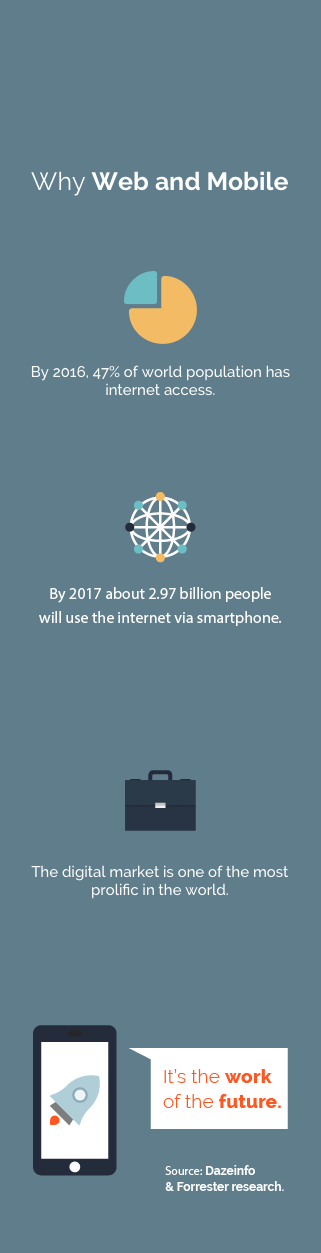 Why Web and Mobile
By 2016, 47% of world population has
internet access.
By 2017 about 2.97 billion people
will use the internet via smartphone.
The digital market is one of the most
prolific in the world.
It's the work
of the future.
Source: Dazeinfo
& Forrester research.